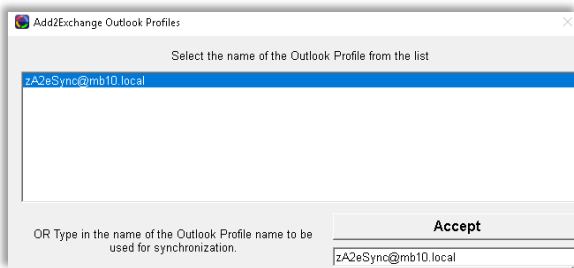 Add2Exchange Outlook Profiles
Select the name of the Outlook Profile from the list
zA2eSync@mb10.local
Accept
OR Type in the name of the Outlook Profile name to be
used for synchronization.
zA2eSync@mb10.local